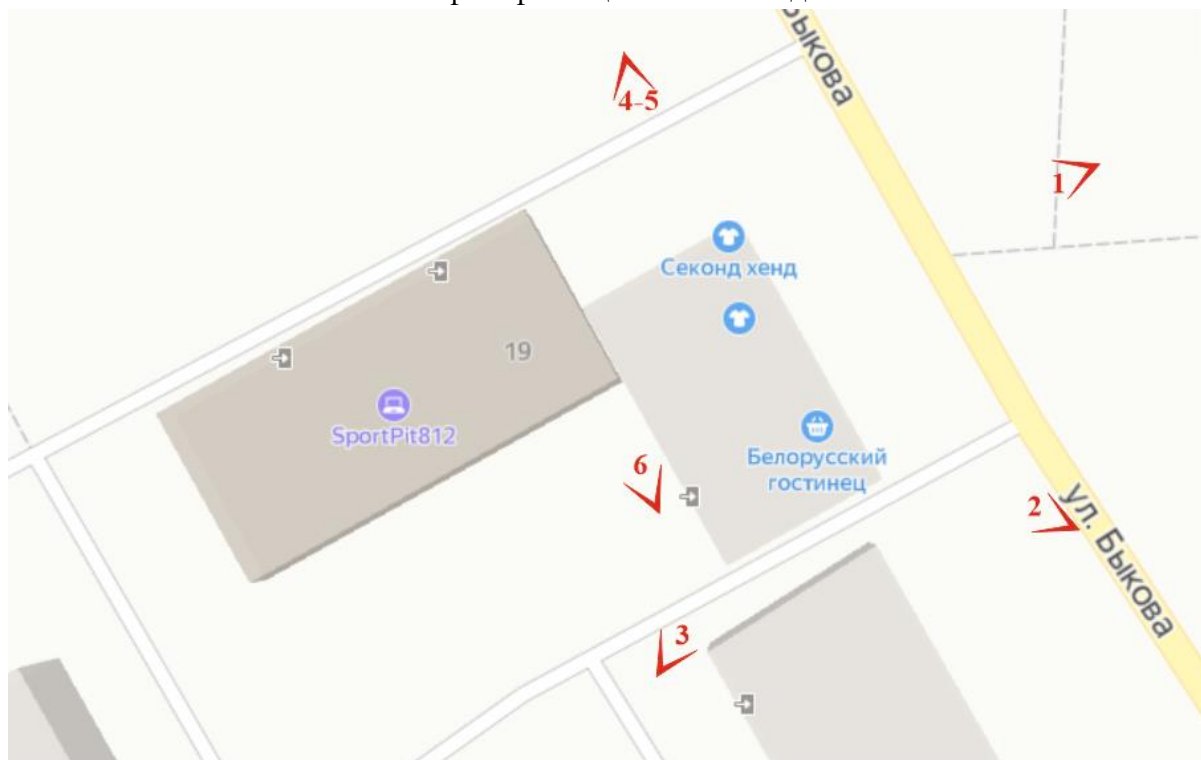 Быкова
4-5
1
Секонд хенд
19
SportPit812
Белорусский
гостинец
6
2
ул. Быкова
3